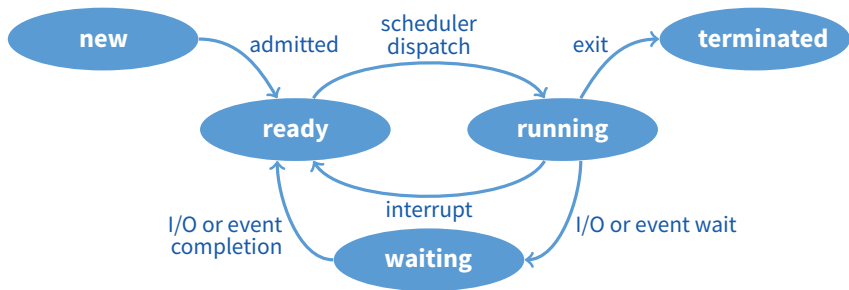 new
admitted
scheduler
dispatch
exit
terminated
ready
running
interrupt
I/O or event
completion
I/O or event wait
waiting